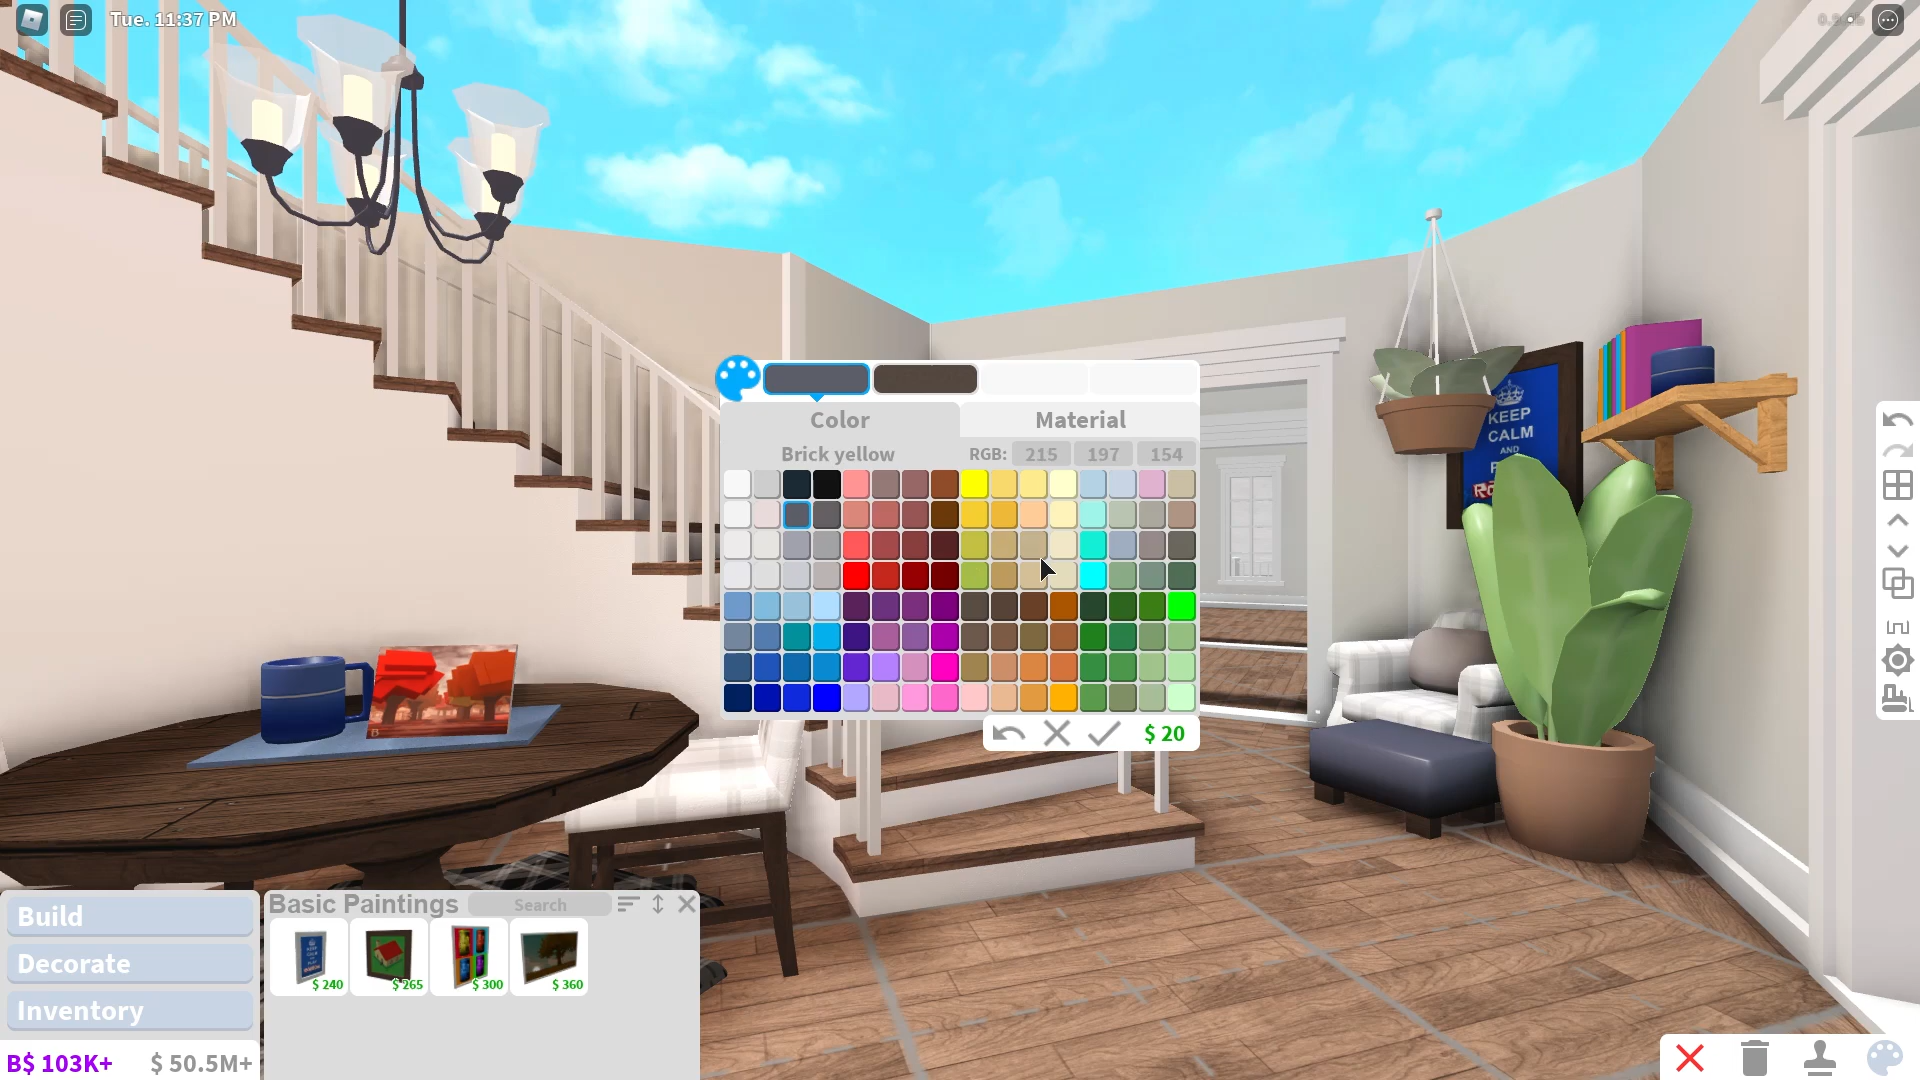 Tue. 11:37 PM
KEEP
CALM
AND
Color
Material
Brick yellow
RGB: 215 197 154
$ 20
Build
Decorate
Inventory
B$ 103K+ $ 50.5M+
Basic Paintings
Search
$ 240 $ 265 $ 300 $ 360